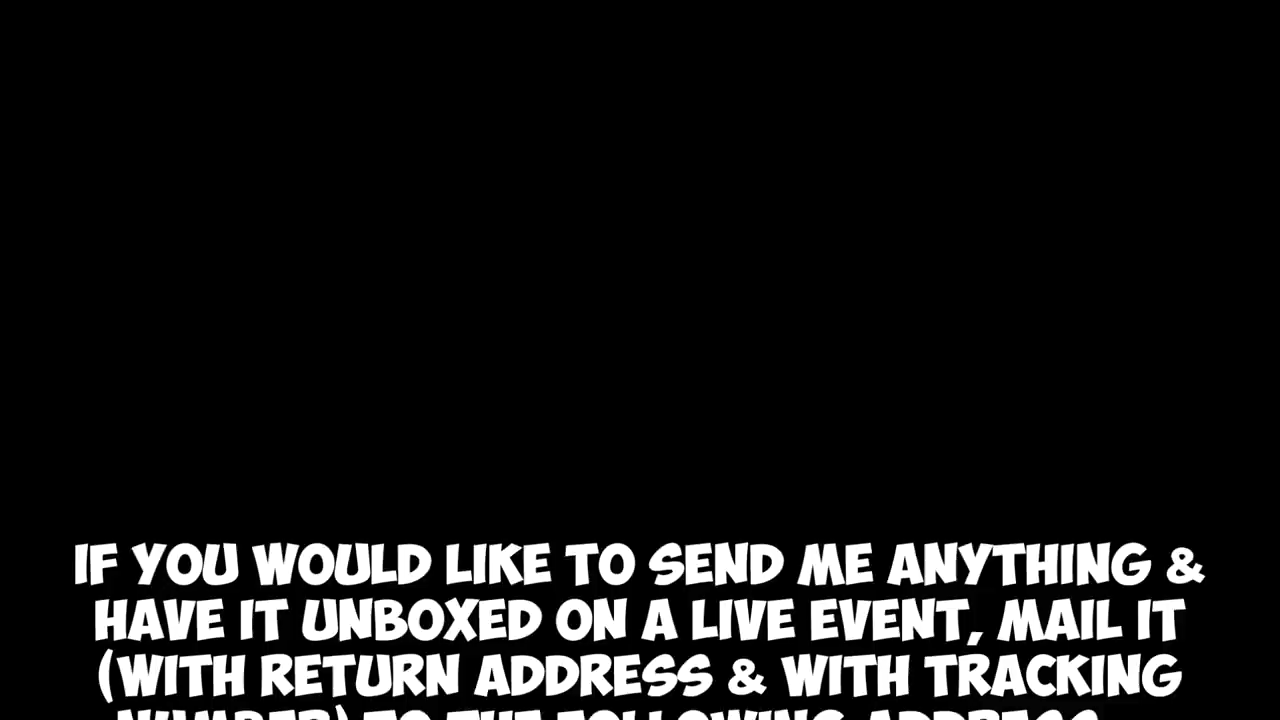 IF YOU WOULD LIKE TO SEND ME ANYTHING &
HAVE IT UNBOXED ON A LIVE EVENT, MAIL IT
(WITH RETURN ADDRESS & WITH TRACKING
NUMBER) TO THE FOLLOWING ADDRESS